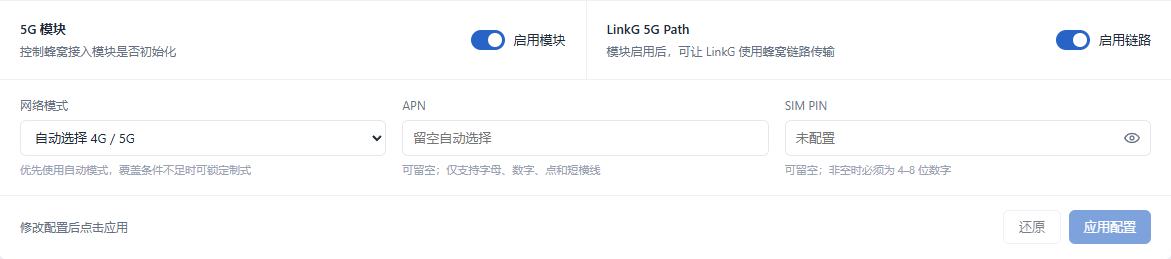 5G 模块
控制蜂窝接入模块是否初始化
启用模块
LinkG 5G Path
模块启用后，可让 LinkG 使用蜂窝链路传输
启用链路
网络模式
自动选择 4G / 5G
优先使用自动模式，覆盖条件不足时可锁定制式
APN
留空自动选择
可留空；仅支持字母、数字、点和短横线
SIM PIN
未配置
可留空；非空时必须为 4–8 位数字
修改配置后点击应用
还原
应用配置